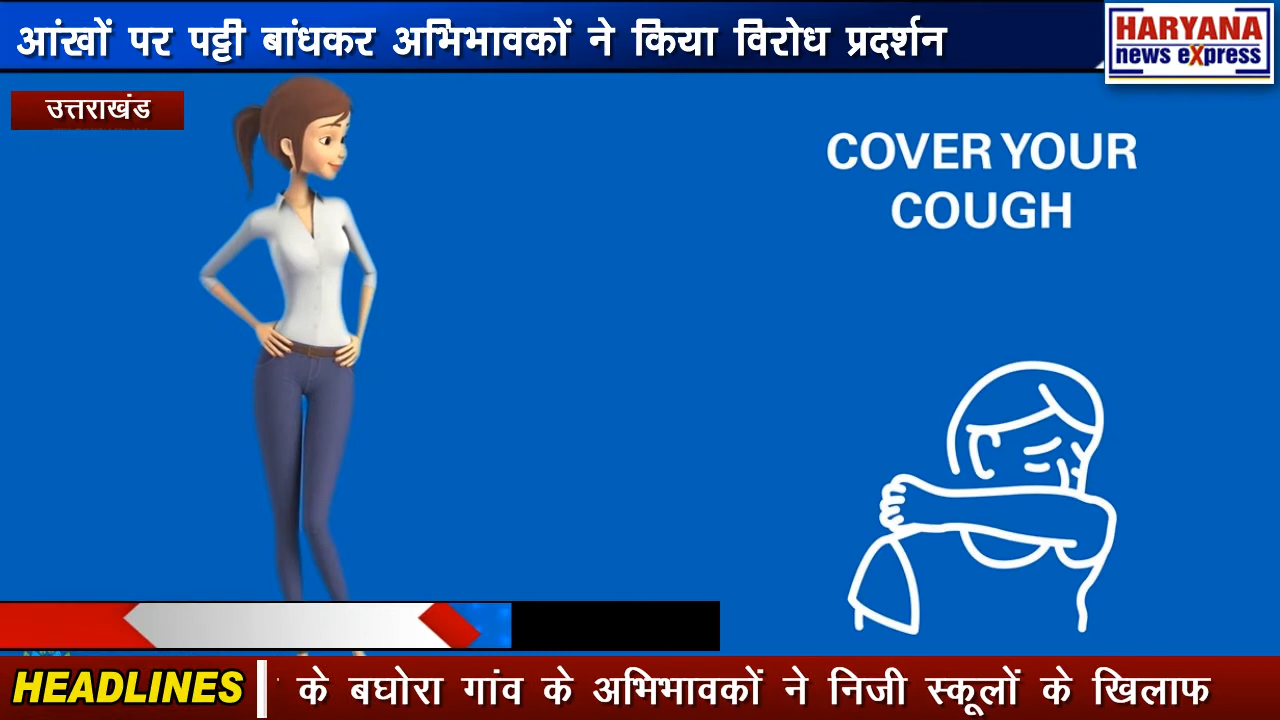 आंखों पर पट्टी बांधकर अभिभावकों ने किया विरोध प्रदर्शन
HARYANA
news eXpress
उत्तराखंड
COVER YOUR
COUGH
HEADLINES
के बघोरा गांव के अभिभावकों ने निजी स्कूलों के खिलाफ